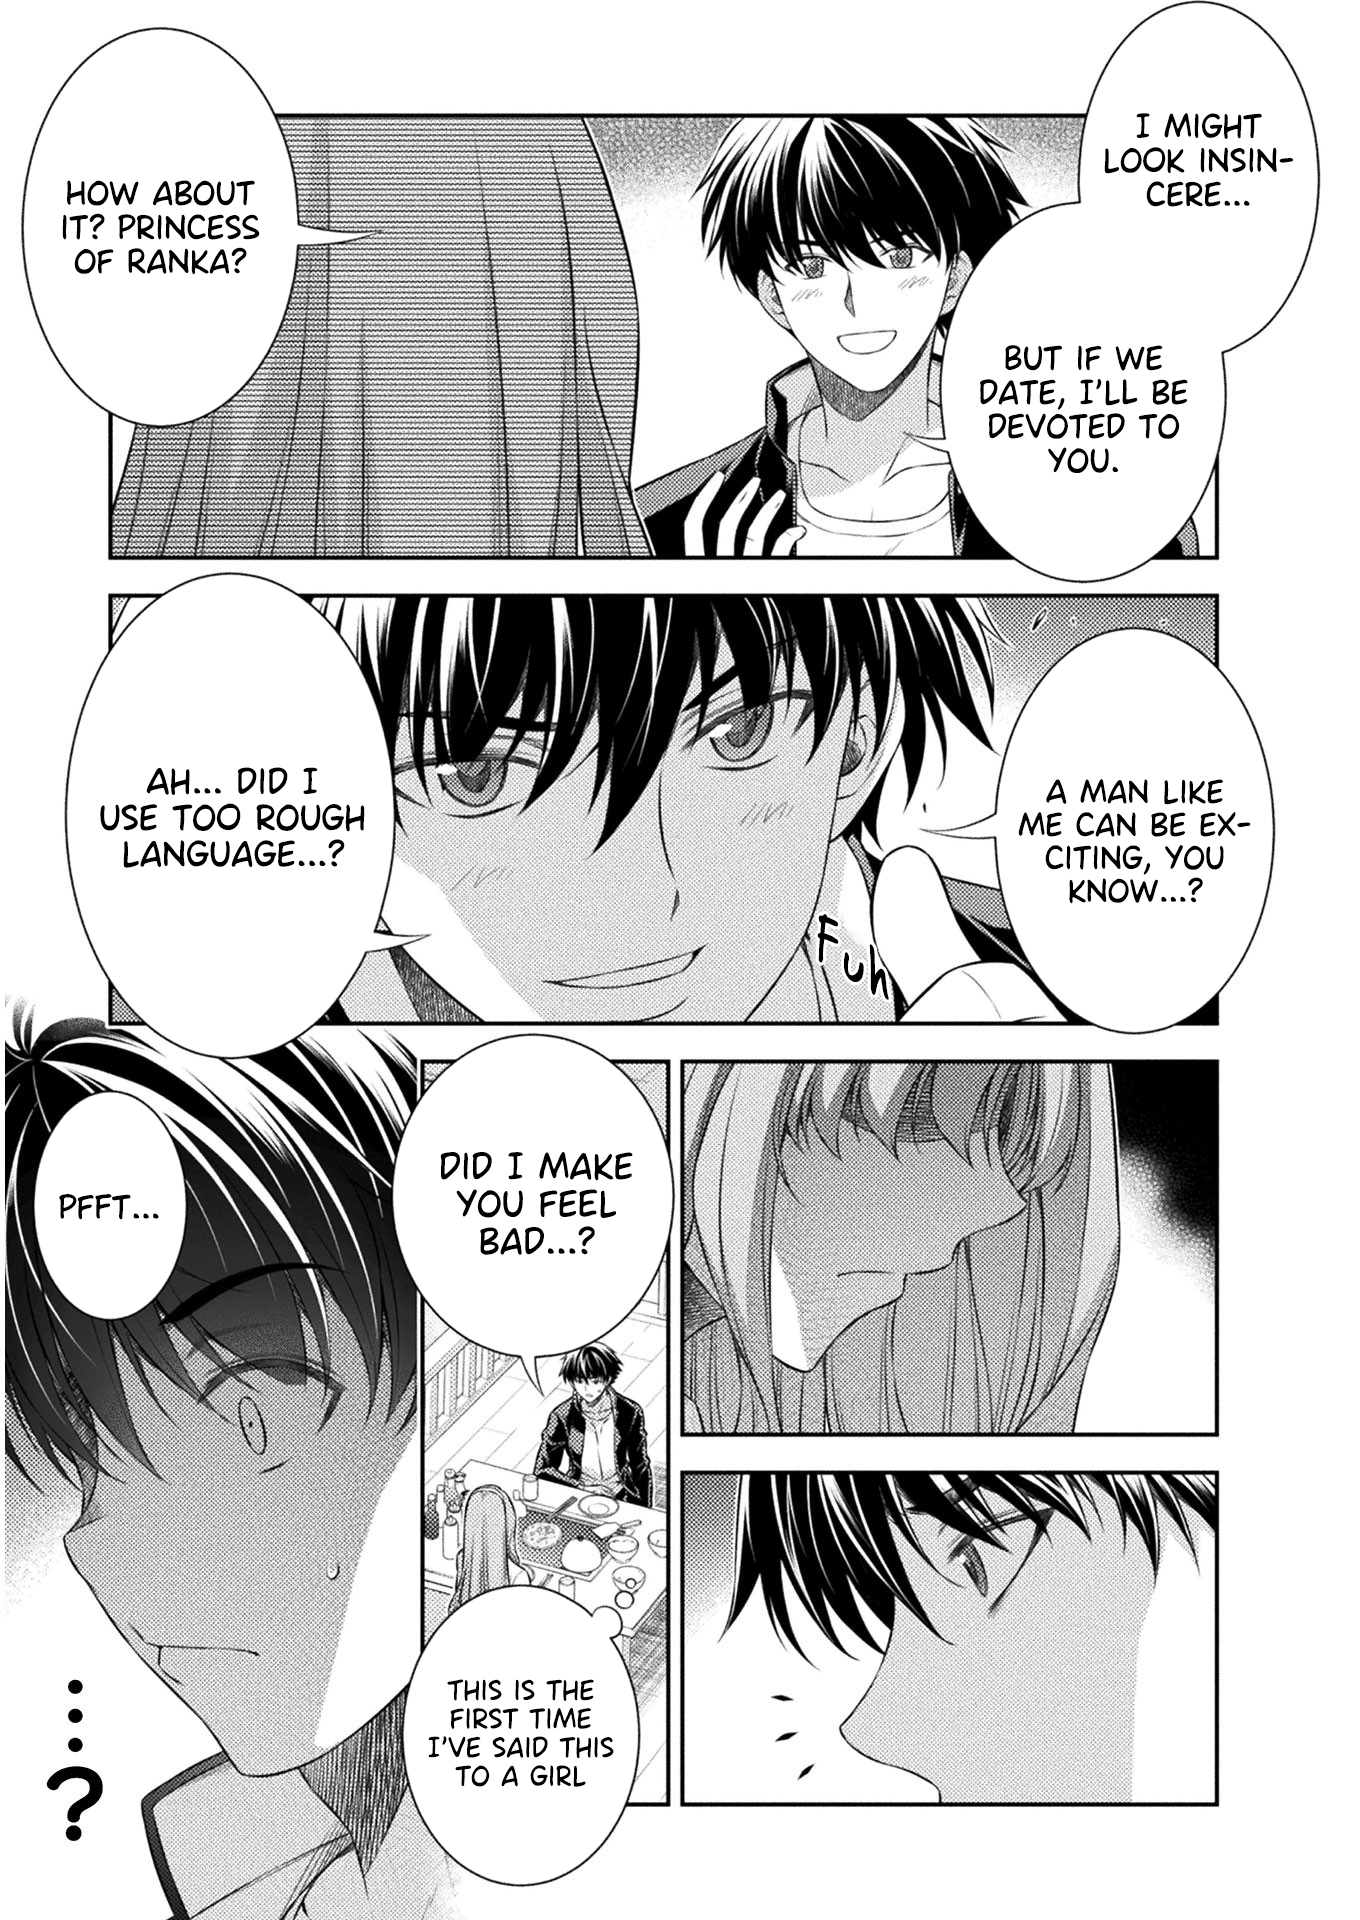 I MIGHT
LOOK INSIN-
CERE...
BUT IF WE
DATE, I'LL BE
DEVOTED TO
YOU.
HOW ABOUT
IT? PRINCESS
OF RANKA?
A MAN LIKE
ME CAN BE EX-
CITING, YOU
KNOW...?
Fuh
AH... DID I
USE TOO ROUGH
LANGUAGE...?
DID I MAKE
YOU FEEL
BAD...?
THIS IS THE
FIRST TIME
I'VE SAID THIS
TO A GIRL
PFFT...
...?